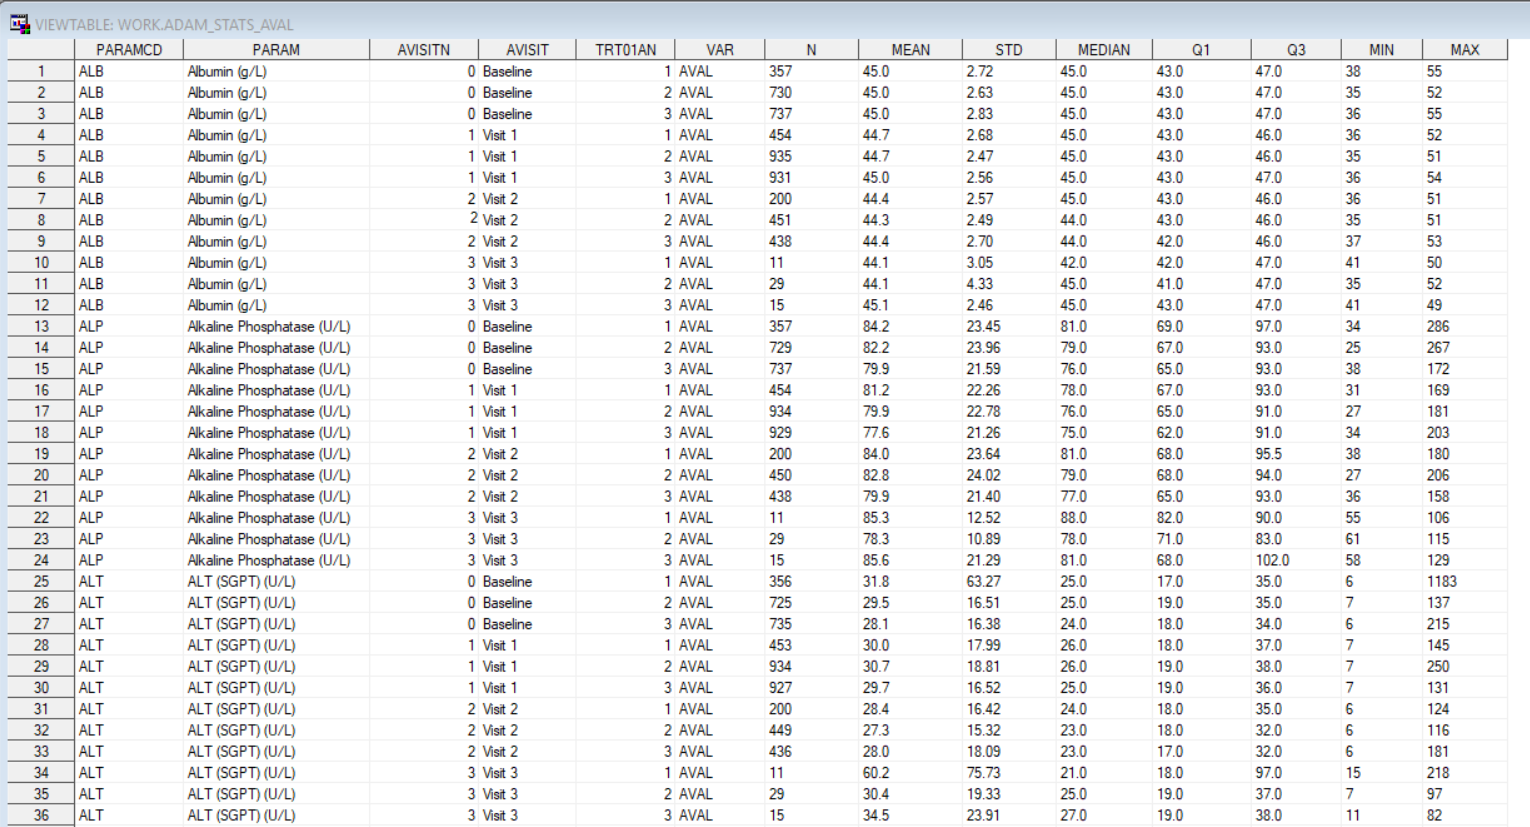 VIEWTABLE: WORK.ADAM_STATS_AVAL
PARAMCD PARAM AVISITN AVISIT TRT01AN VAR N MEAN STD MEDIAN Q1 Q3 MIN MAX
1 ALB Albumin (g/L) 0 Baseline 1 AVAL 357 45.0 2.72 45.0 43.0 47.0 38 55
2 ALB Albumin (g/L) 0 Baseline 2 AVAL 730 45.0 2.63 45.0 43.0 47.0 35 52
3 ALB Albumin (g/L) 0 Baseline 3 AVAL 737 45.0 2.83 45.0 43.0 47.0 36 55
4 ALB Albumin (g/L) 1 Visit 1 1 AVAL 454 44.7 2.68 45.0 43.0 46.0 36 52
5 ALB Albumin (g/L) 1 Visit 1 2 AVAL 935 44.7 2.47 45.0 43.0 46.0 35 51
6 ALB Albumin (g/L) 1 Visit 1 3 AVAL 931 45.0 2.56 45.0 43.0 47.0 36 54
7 ALB Albumin (g/L) 2 Visit 2 1 AVAL 200 44.4 2.57 45.0 43.0 46.0 36 51
8 ALB Albumin (g/L) 2 Visit 2 2 AVAL 451 44.3 2.49 44.0 43.0 46.0 35 51
9 ALB Albumin (g/L) 2 Visit 2 3 AVAL 438 44.4 2.70 44.0 42.0 46.0 37 53
10 ALB Albumin (g/L) 3 Visit 3 1 AVAL 11 44.1 3.05 42.0 42.0 47.0 41 50
11 ALB Albumin (g/L) 3 Visit 3 2 AVAL 29 44.1 4.33 45.0 41.0 47.0 35 52
12 ALB Albumin (g/L) 3 Visit 3 3 AVAL 15 45.1 2.46 45.0 43.0 47.0 41 49
13 ALP Alkaline Phosphatase (U/L) 0 Baseline 1 AVAL 357 84.2 23.45 81.0 69.0 97.0 34 286
14 ALP Alkaline Phosphatase (U/L) 0 Baseline 2 AVAL 729 82.2 23.96 79.0 67.0 93.0 25 267
15 ALP Alkaline Phosphatase (U/L) 0 Baseline 3 AVAL 737 79.9 21.59 76.0 65.0 93.0 38 172
16 ALP Alkaline Phosphatase (U/L) 1 Visit 1 1 AVAL 454 81.2 22.26 78.0 67.0 93.0 31 169
17 ALP Alkaline Phosphatase (U/L) 1 Visit 1 2 AVAL 934 79.9 22.78 76.0 65.0 91.0 27 181
18 ALP Alkaline Phosphatase (U/L) 1 Visit 1 3 AVAL 929 77.6 21.26 75.0 62.0 91.0 34 203
19 ALP Alkaline Phosphatase (U/L) 2 Visit 2 1 AVAL 200 84.0 23.64 81.0 68.0 95.5 38 180
20 ALP Alkaline Phosphatase (U/L) 2 Visit 2 2 AVAL 450 82.8 24.02 79.0 68.0 94.0 27 206
21 ALP Alkaline Phosphatase (U/L) 2 Visit 2 3 AVAL 438 79.9 21.40 77.0 65.0 93.0 36 158
22 ALP Alkaline Phosphatase (U/L) 3 Visit 3 1 AVAL 11 85.3 12.52 88.0 82.0 90.0 55 106
23 ALP Alkaline Phosphatase (U/L) 3 Visit 3 2 AVAL 29 78.3 10.89 78.0 71.0 83.0 61 115
24 ALP Alkaline Phosphatase (U/L) 3 Visit 3 3 AVAL 15 85.6 21.29 81.0 68.0 102.0 58 129
25 ALT ALT (SGPT) (U/L) 0 Baseline 1 AVAL 356 31.8 63.27 25.0 17.0 35.0 6 1183
26 ALT ALT (SGPT) (U/L) 0 Baseline 2 AVAL 725 29.5 16.51 25.0 19.0 35.0 7 137
27 ALT ALT (SGPT) (U/L) 0 Baseline 3 AVAL 735 28.1 16.38 24.0 18.0 34.0 6 215
28 ALT ALT (SGPT) (U/L) 1 Visit 1 1 AVAL 453 30.0 17.99 26.0 18.0 37.0 7 145
29 ALT ALT (SGPT) (U/L) 1 Visit 1 2 AVAL 934 30.7 18.81 26.0 19.0 38.0 7 250
30 ALT ALT (SGPT) (U/L) 1 Visit 1 3 AVAL 927 29.7 16.52 25.0 19.0 36.0 7 131
31 ALT ALT (SGPT) (U/L) 2 Visit 2 1 AVAL 200 28.4 16.42 24.0 18.0 35.0 6 124
32 ALT ALT (SGPT) (U/L) 2 Visit 2 2 AVAL 449 27.3 15.32 23.0 18.0 32.0 6 116
33 ALT ALT (SGPT) (U/L) 2 Visit 2 3 AVAL 436 28.0 18.09 23.0 17.0 32.0 6 181
34 ALT ALT (SGPT) (U/L) 3 Visit 3 1 AVAL 11 60.2 75.73 21.0 18.0 97.0 15 218
35 ALT ALT (SGPT) (U/L) 3 Visit 3 2 AVAL 29 30.4 19.33 25.0 19.0 37.0 7 97
36 ALT ALT (SGPT) (U/L) 3 Visit 3 3 AVAL 15 34.5 23.91 27.0 19.0 38.0 11 82